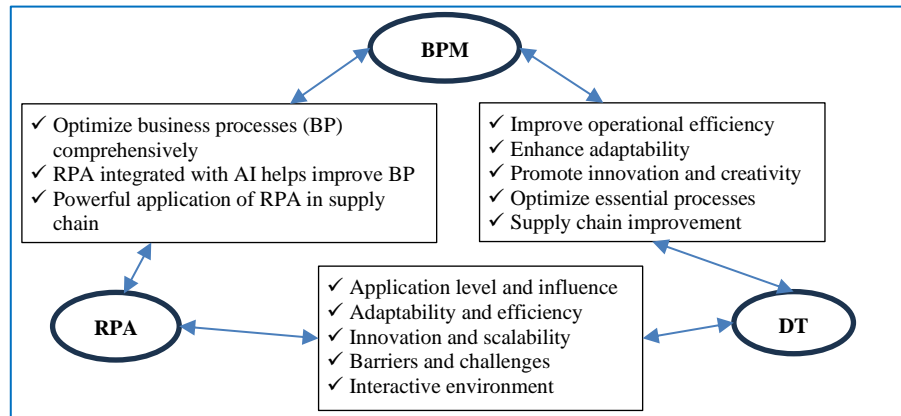 BPM
✓ Optimize business processes (BP)
comprehensively
✓ RPA integrated with AI helps improve BP
✓ Powerful application of RPA in supply
chain
✓ Improve operational efficiency
✓ Enhance adaptability
✓ Promote innovation and creativity
✓ Optimize essential processes
✓ Supply chain improvement
RPA
✓ Application level and influence
✓ Adaptability and efficiency
✓ Innovation and scalability
✓ Barriers and challenges
✓ Interactive environment
DT